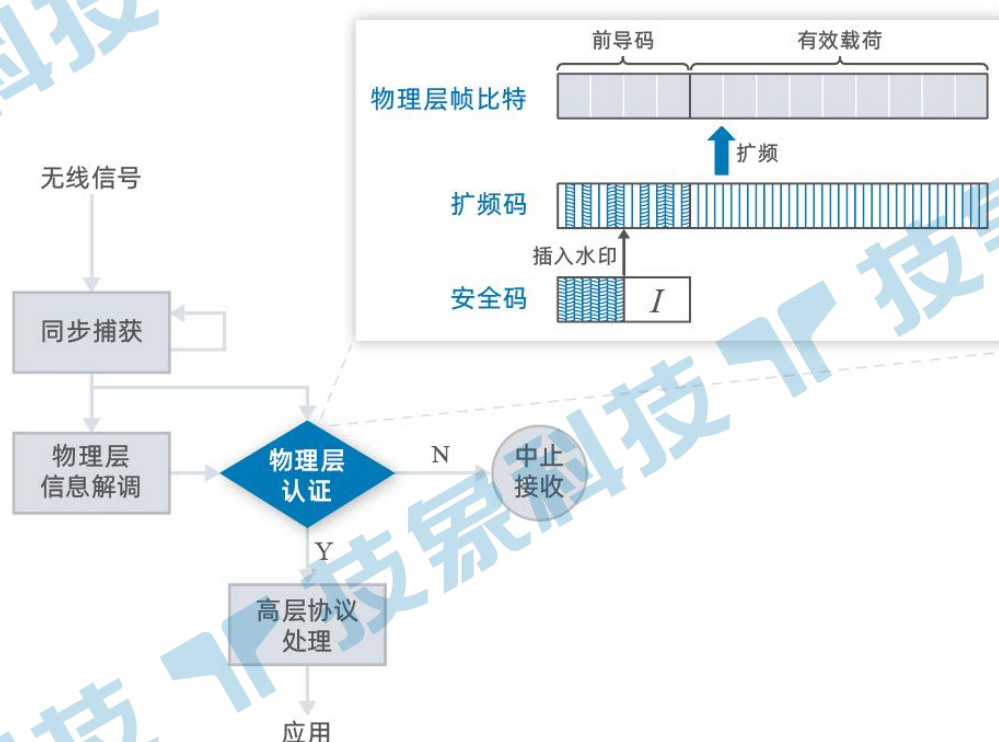 前导码
有效载荷
物理层帧比特
扩频
扩频码
插入水印
安全码
I
无线信号
同步捕获
物理层
信息解调
物理层
认证
N
中止
接收
Y
高层协议
处理
应用
技象科技